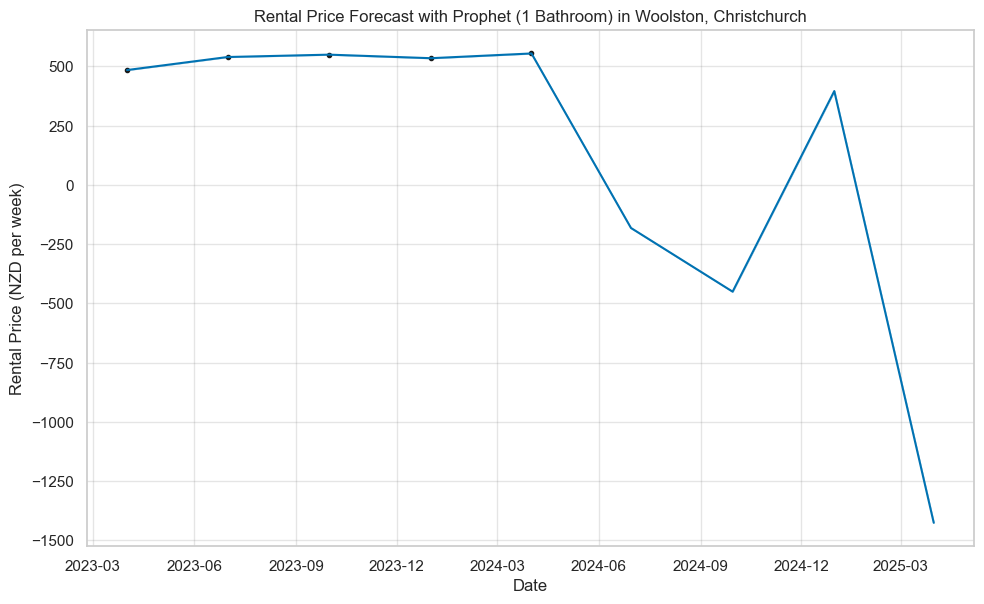 Rental Price Forecast with Prophet (1 Bathroom) in Woolston, Christchurch
Rental Price (NZD per week)
500
250
0
−250
−500
−750
−1000
−1250
−1500
2023-03 2023-06 2023-09 2023-12 2024-03 2024-06 2024-09 2024-12 2025-03
Date